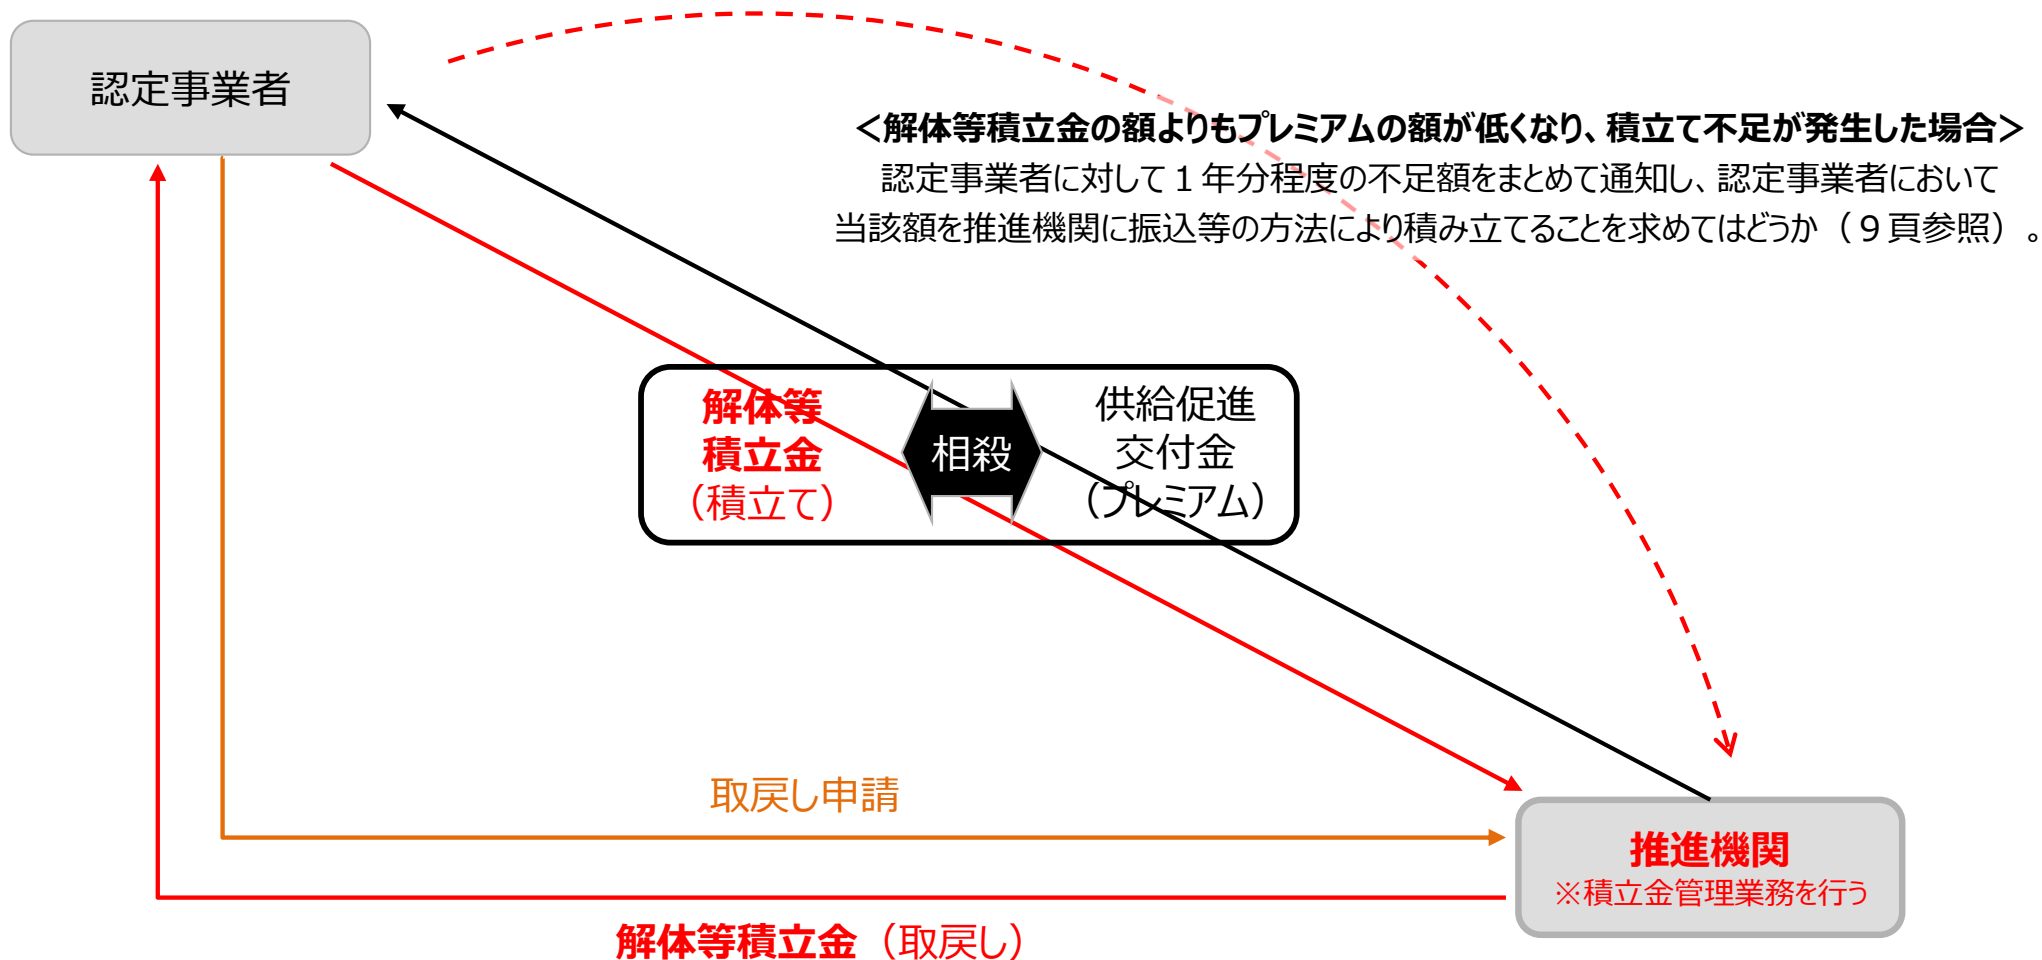 認定事業者
＜解体等積立金の額よりもプレミアムの額が低くなり、積立て不足が発生した場合＞
認定事業者に対して１年分程度の不足額をまとめて通知し、認定事業者において
当該額を推進機関に振込等の方法により積み立てることを求めてはどうか（９頁参照）。
解体等
積立金
（積立て）
相殺
供給促進
交付金
（プレミアム）
取戻し申請
推進機関
※積立金管理業務を行う
解体等積立金（取戻し）